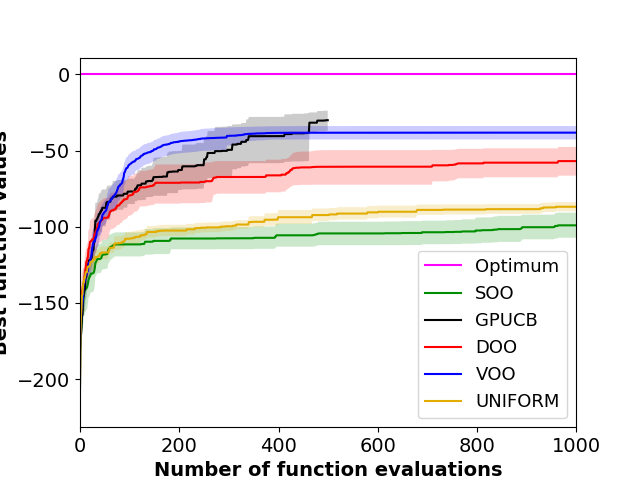 0
−50
−100
−150
−200
Best function values
0 200 400 600 800 1000
Number of function evaluations
Optimum
SOO
GPUCB
DOO
VOO
UNIFORM